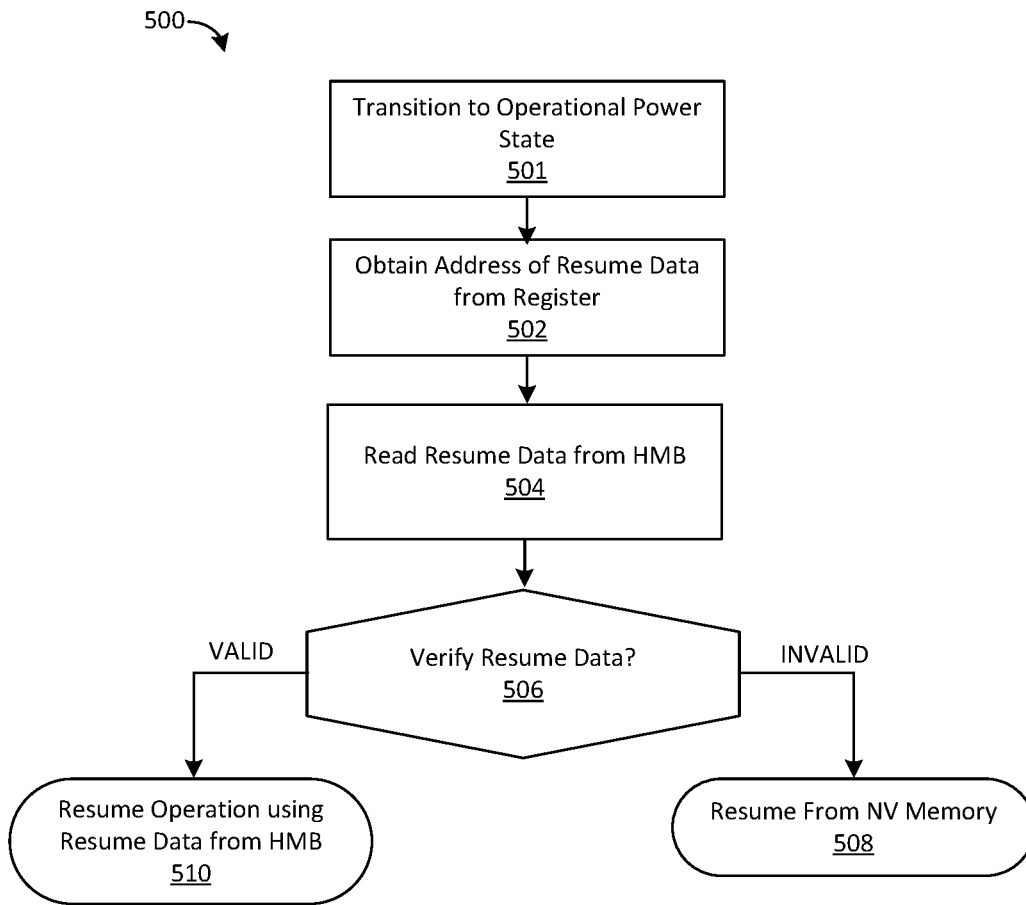 500
Transition to Operational Power
State
501
Obtain Address of Resume Data
from Register
502
Read Resume Data from HMB
504
VALID
Verify Resume Data?
506
INVALID
Resume Operation using
Resume Data from HMB
510
Resume From NV Memory
508